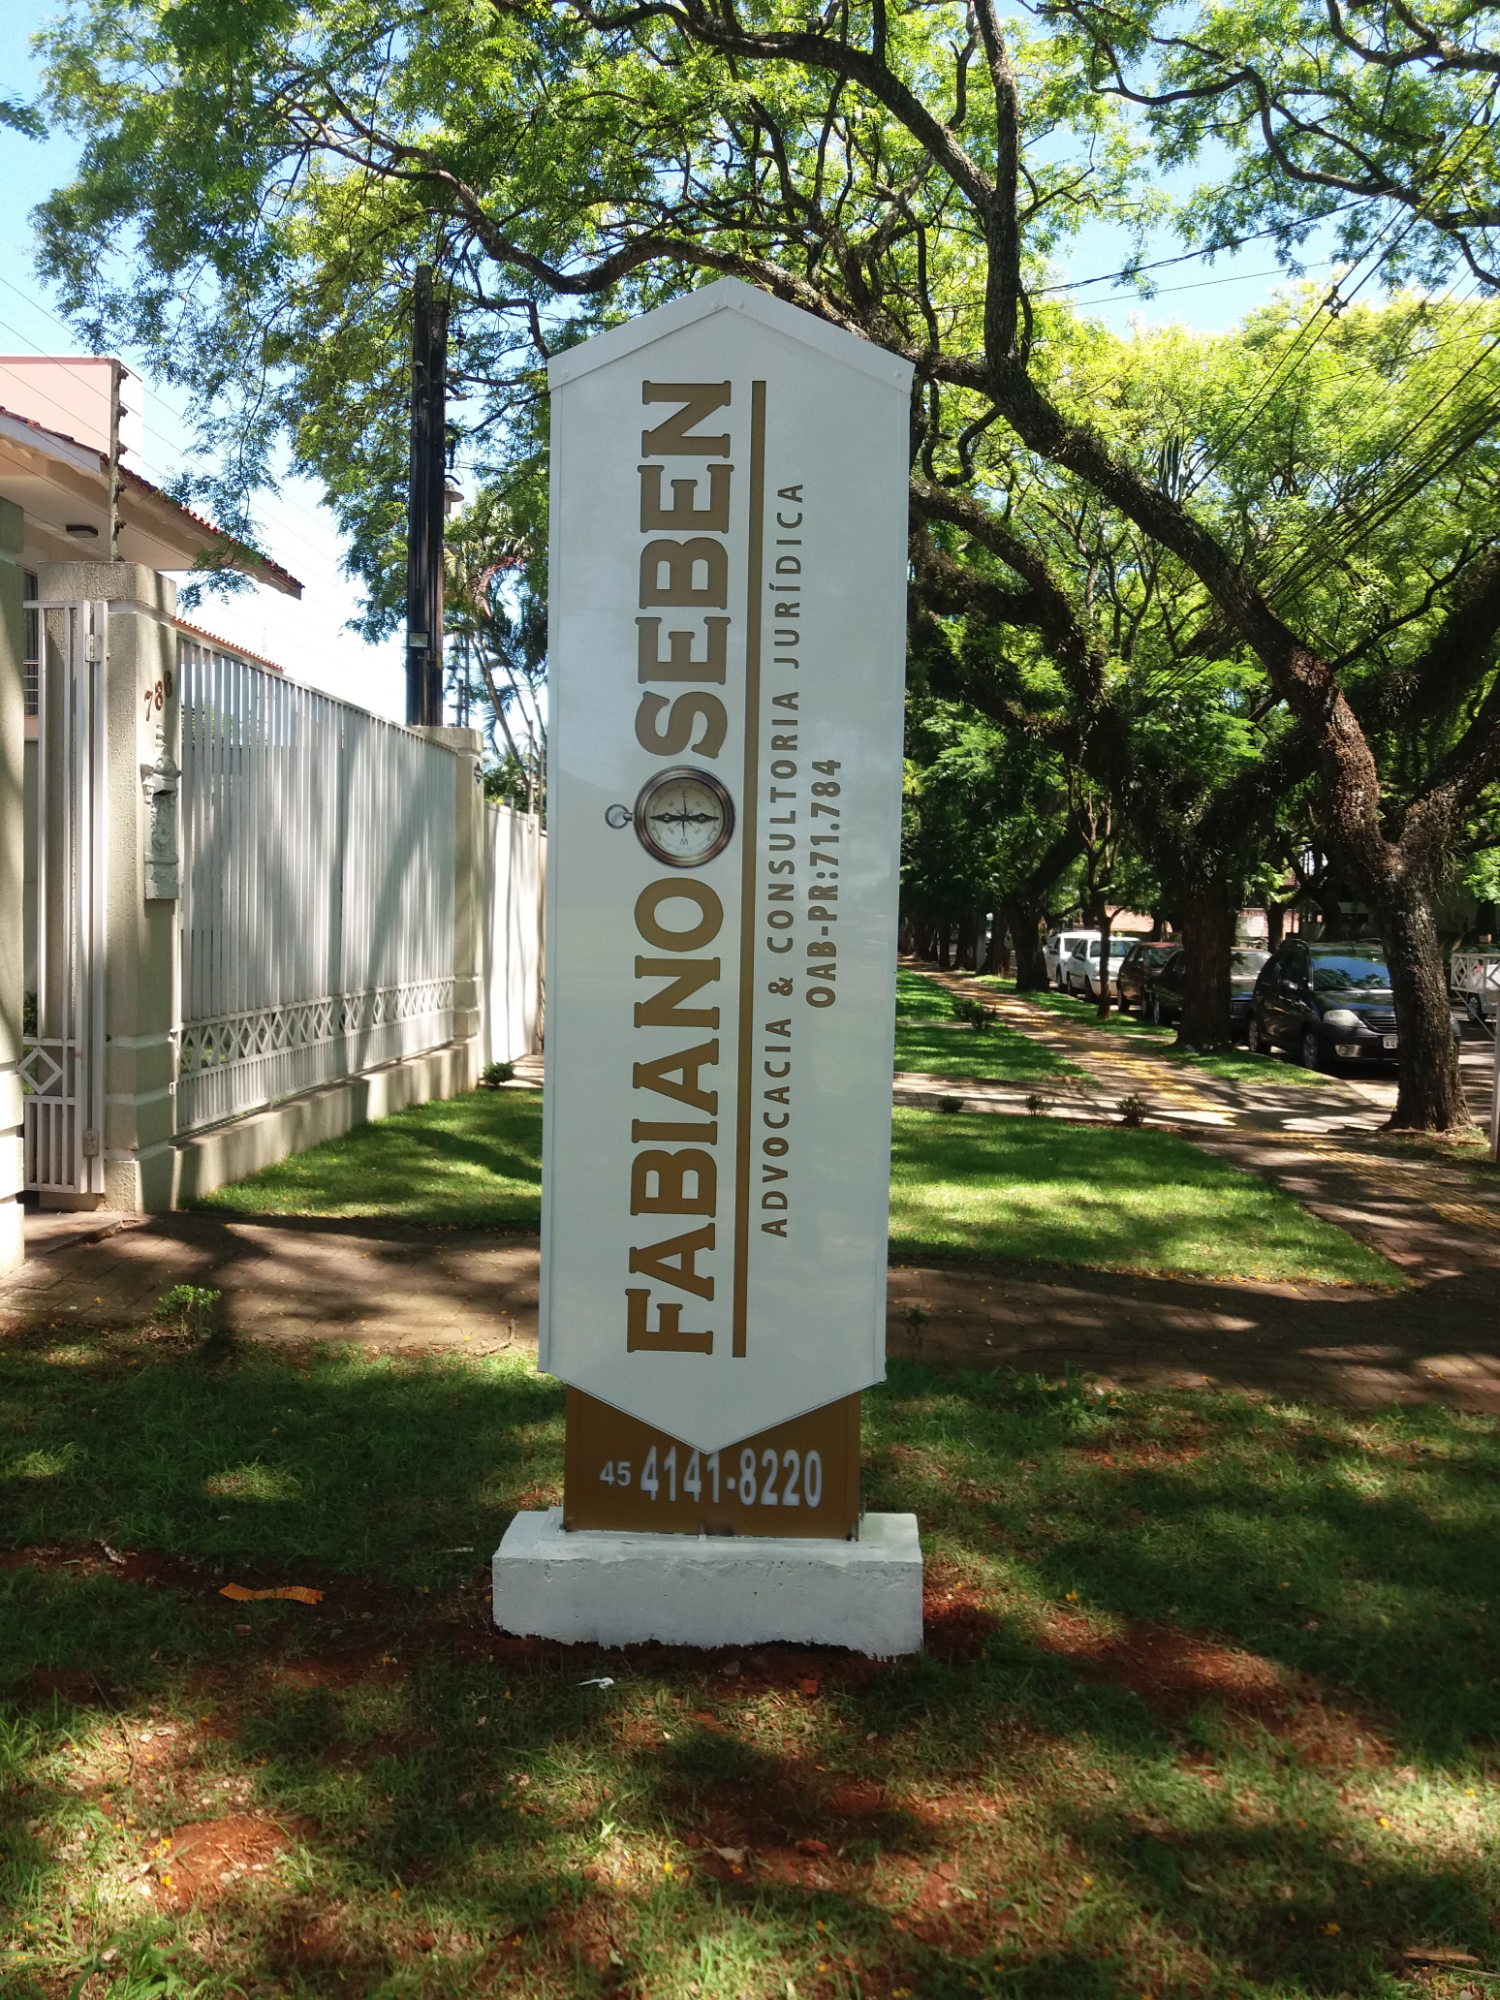 FABIANO SEBEN
ADVOCACIA & CONSULTORIA JURÍDICA
OAB-PR:71.784
45 4141-8220